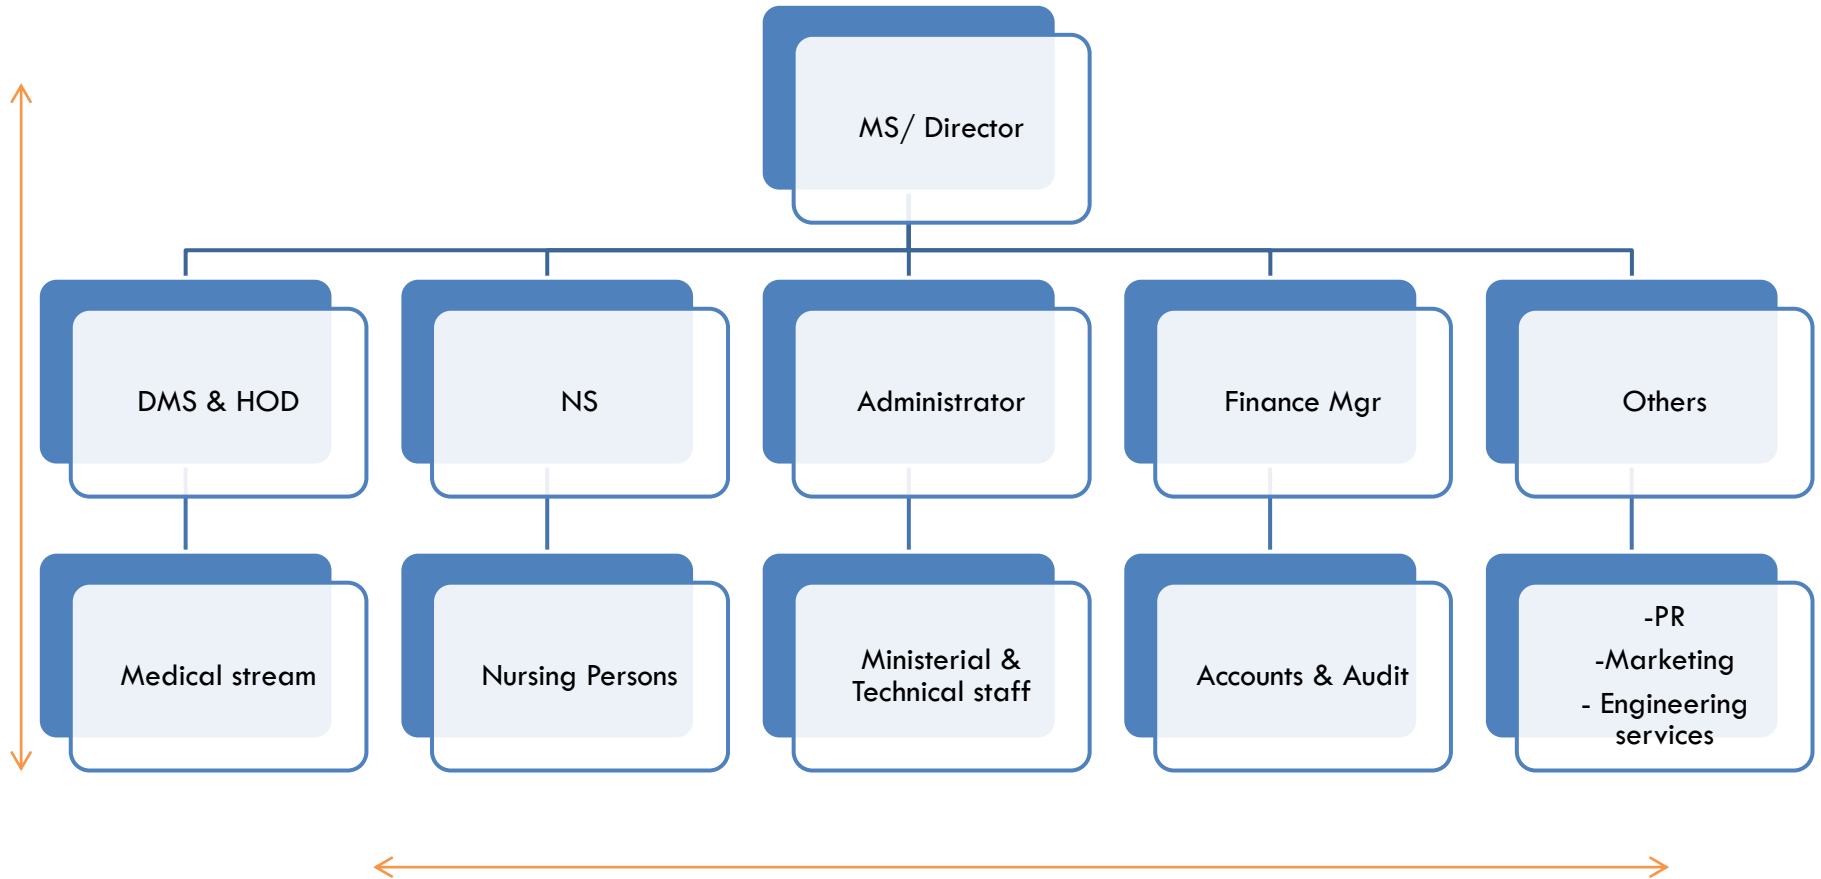 MS/ Director
DMS & HOD
NS
Administrator
Finance Mgr
Others
Medical stream
Nursing Persons
Ministerial &
Technical staff
Accounts & Audit
-PR
-Marketing
- Engineering
services